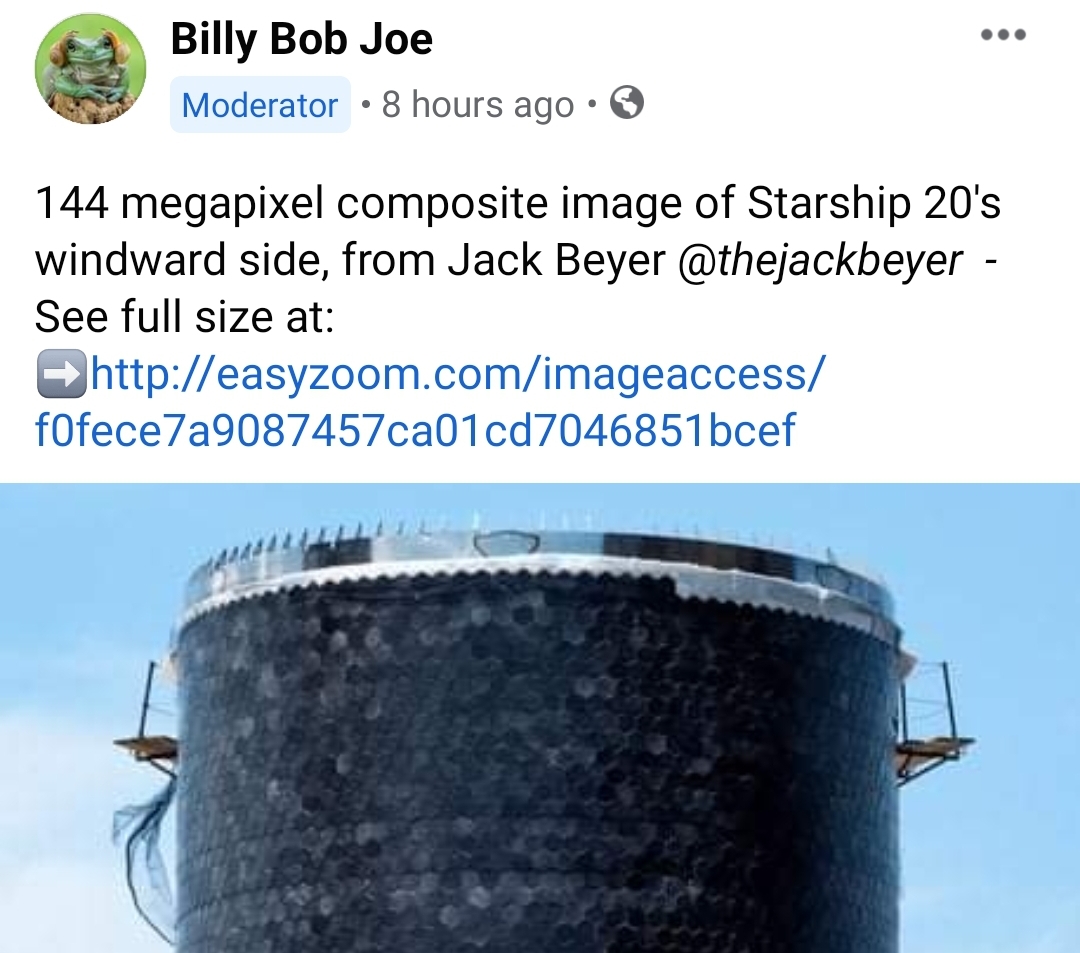 Billy Bob Joe
Moderator • 8 hours ago •
144 megapixel composite image of Starship 20's
windward side, from Jack Beyer @thejackbeyer -
See full size at:
➡️http://easyzoom.com/imageaccess/
f0fece7a9087457ca01cd7046851bcef